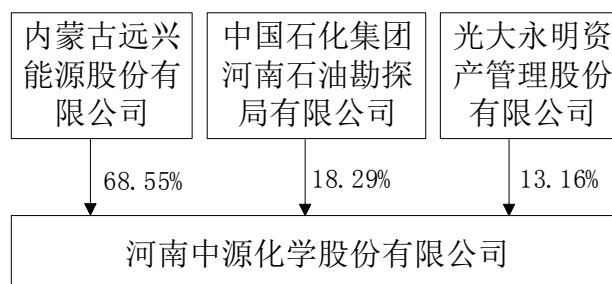 内蒙古远兴
能源股份有
限公司
中国石化集团
河南石油勘探
局有限公司
光大永明资
产管理股份
有限公司
68.55%
18.29%
13.16%
河南中源化学股份有限公司